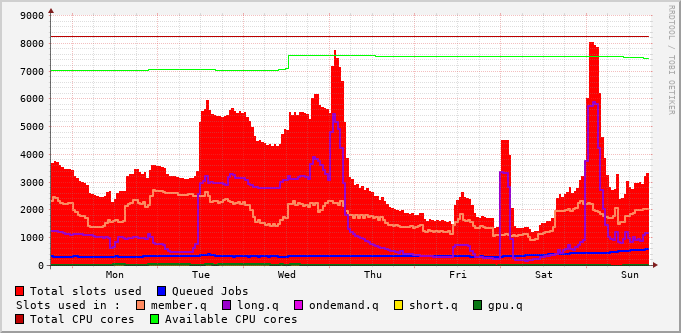 RRDTOOL / TOBI OETIKER
9000
8000
7000
6000
5000
4000
3000
2000
1000
0
Mon Tue Wed Thu Fri Sat Sun
Total slots used Queued Jobs
Slots used in : member.q long.q ondemand.q short.q gpu.q
Total CPU cores Available CPU cores